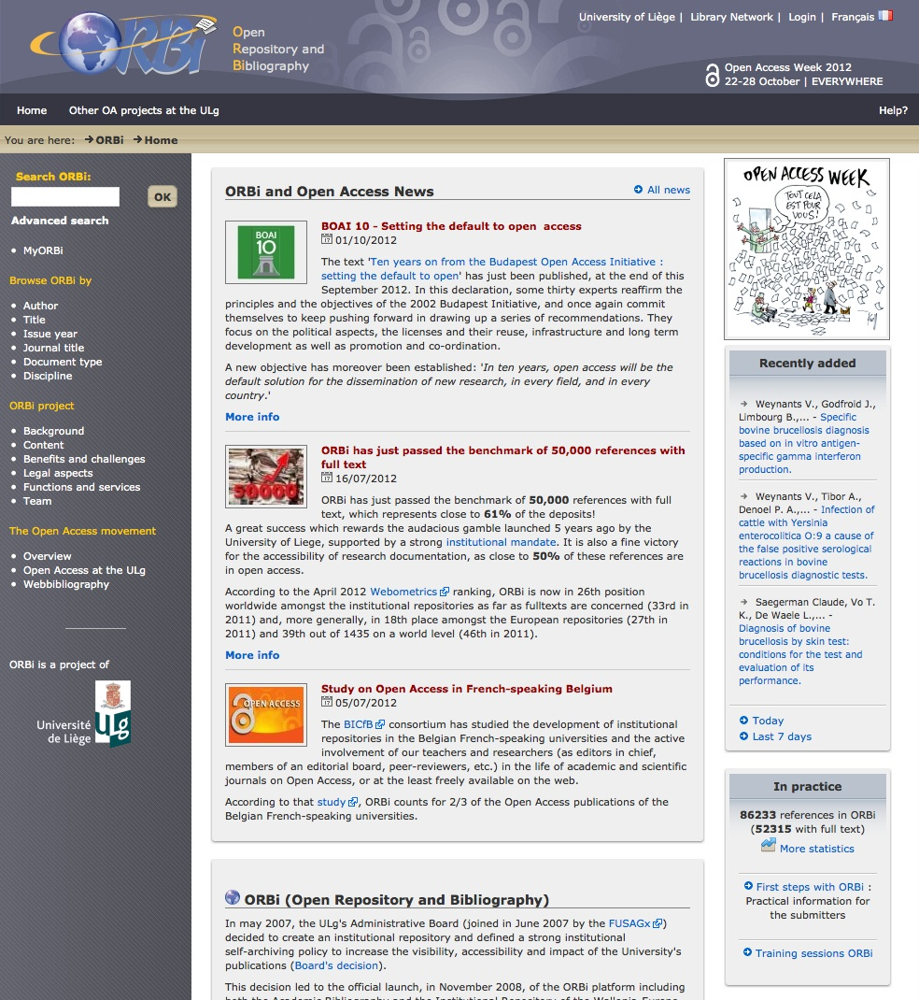 University of Liège | Library Network | Login | Français
ORBi
Open
Repository and
Bibliography
Open Access Week 2012
22-28 October | EVERYWHERE
Home Other OA projects at the ULg Help?
You are here: ORBi Home
Search ORBi:
OK
Advanced search
MyORBi
Browse ORBi by
Author
Title
Issue year
Journal title
Document type
Discipline
ORBi project
Background
Content
Benefits and challenges
Legal aspects
Functions and services
Team
The Open Access movement
Overview
Open Access at the ULg
Webbibliography
ORBi is a project of
Université
de Liège
ULg
ORBi and Open Access News All news
BOAI
10
BOAI 10 - Setting the default to open access
01/10/2012
The text 'Ten years on from the Budapest Open Access Initiative :
setting the default to open' has just been published, at the end of this
September 2012. In this declaration, some thirty experts reaffirm the
principles and the objectives of the 2002 Budapest Initiative, and once again commit
themselves to keep pushing forward in drawing up a series of recommendations. They
focus on the political aspects, the licenses and their reuse, infrastructure and long term
development as well as promotion and co-ordination.
A new objective has moreover been established: 'In ten years, open access will be the
default solution for the dissemination of new research, in every field, and in every
country.'
More info
50000
ORBi has just passed the benchmark of 50,000 references with
full text
16/07/2012
ORBi has just passed the benchmark of 50,000 references with full
text, which represents close to 61% of the deposits!
A great success which rewards the audacious gamble launched 5 years ago by the
University of Liege, supported by a strong institutional mandate. It is also a fine victory
for the accessibility of research documentation, as close to 50% of these references are
in open access.
According to the April 2012 Webometrics ranking, ORBi is now in 26th position
worldwide amongst the institutional repositories as far as fulltexts are concerned (33rd in
2011) and, more generally, in 18th place amongst the European repositories (27th in
2011) and 39th out of 1435 on a world level (46th in 2011).
More info
OPEN ACCESS
Study on Open Access in French-speaking Belgium
05/07/2012
The BICfB consortium has studied the development of institutional
repositories in the Belgian French-speaking universities and the active
involvement of our teachers and researchers (as editors in chief,
members of an editorial board, peer-reviewers, etc.) in the life of academic and scientific
journals on Open Access, or at the least freely available on the web.
According to that study, ORBi counts for 2/3 of the Open Access publications of the
Belgian French-speaking universities.
ORBi (Open Repository and Bibliography)
In may 2007, the ULg's Administrative Board (joined in June 2007 by the FUSAGx)
decided to create an institutional repository and defined a strong institutional
self-archiving policy to increase the visibility, accessibility and impact of the University's
publications (Board's decision).
This decision led to the official launch, in November 2008, of the ORBi platform including
both the Academic Bibliography and the Institutional Repository of the Wallonia-Europe
OPEN ACCESS WEEK
TOUT CELA
EST POUR
VOUS!
Recently added
Weynants V., Godfroid J.,
Limbourg B.,... - Specific
bovine brucellosis diagnosis
based on in vitro antigen-
specific gamma interferon
production.
Weynants V., Tibor A.,
Denoel P. A.,... - Infection of
cattle with Yersinia
enterocolitica O:9 a cause of
the false positive serological
reactions in bovine
brucellosis diagnostic tests.
Saegerman Claude, Vo T.
K., De Waele L.,... -
Diagnosis of bovine
brucellosis by skin test:
conditions for the test and
evaluation of its
performance.
Today
Last 7 days
In practice
86233 references in ORBi
(52315 with full text)
More statistics
First steps with ORBi :
Practical information for
the submitters
Training sessions ORBi